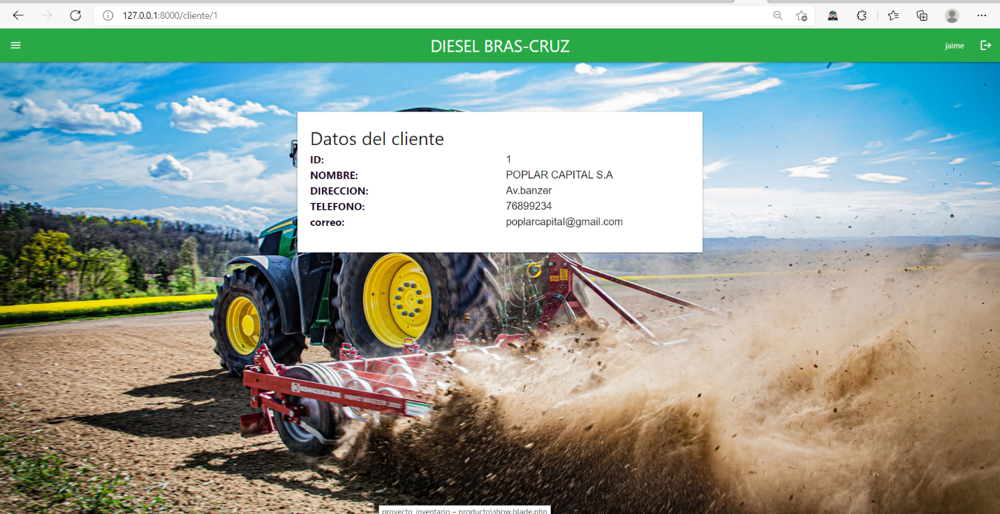 127.0.0.1:8000/cliente/1
DIESEL BRAS-CRUZ
jaime
Datos del cliente
ID: 1
NOMBRE: POPLAR CAPITAL S.A
DIRECCION: Av.banzer
TELEFONO: 76899234
correo: poplarcapital@gmail.com
proyecto_inventario – producto\show.blade.php